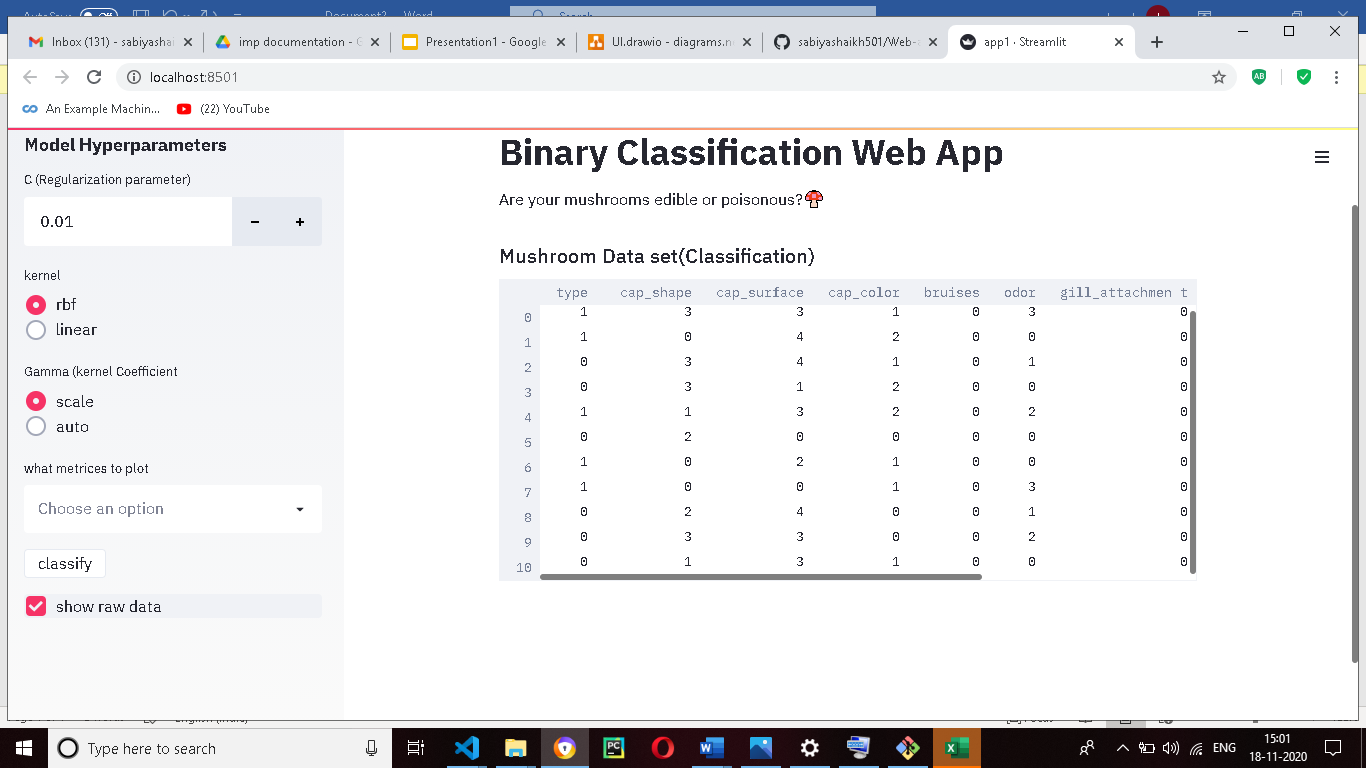 Inbox (131) - sabiyashai
imp documentation - G
Presentation1 - Google
UI.drawio - diagrams.n
sabiyashaikh501/Web-a
app1 · Streamlit
localhost:8501
An Example Machin...
(22) YouTube
Model Hyperparameters
C (Regularization parameter)
0.01
- +
kernel
rbf
linear
Gamma (kernel Coefficient
scale
auto
what metrices to plot
Choose an option
classify
show raw data
Binary Classification Web App
Are your mushrooms edible or poisonous?🍄
Mushroom Data set(Classification)
type cap_shape cap_surface cap_color bruises odor gill_attachmen t
0 1 3 3 1 0 3 0
1 1 0 4 2 0 0 0
2 0 3 4 1 0 1 0
3 0 3 1 2 0 0 0
4 1 1 3 2 0 2 0
5 0 2 0 0 0 0 0
6 1 0 2 1 0 0 0
7 1 0 0 1 0 3 0
8 0 2 4 0 0 1 0
9 0 3 3 0 0 2 0
10 0 1 3 1 0 0 0
Type here to search
ENG
15:01
18-11-2020